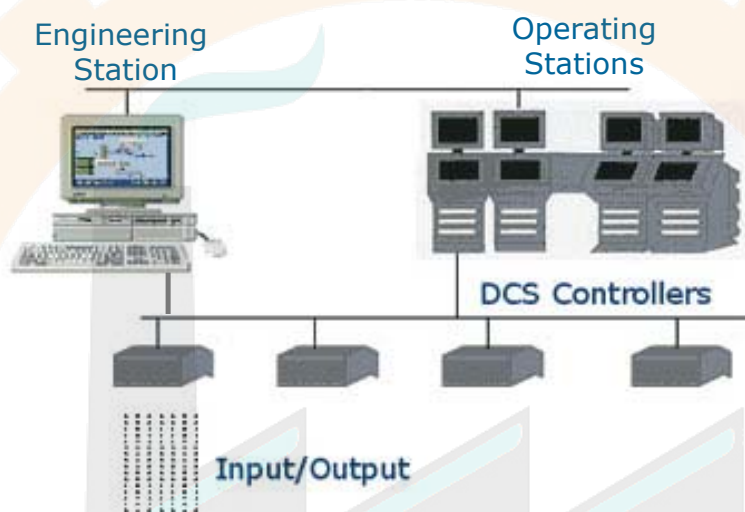 Engineering
Station
Operating
Stations
DCS Controllers
Input/Output